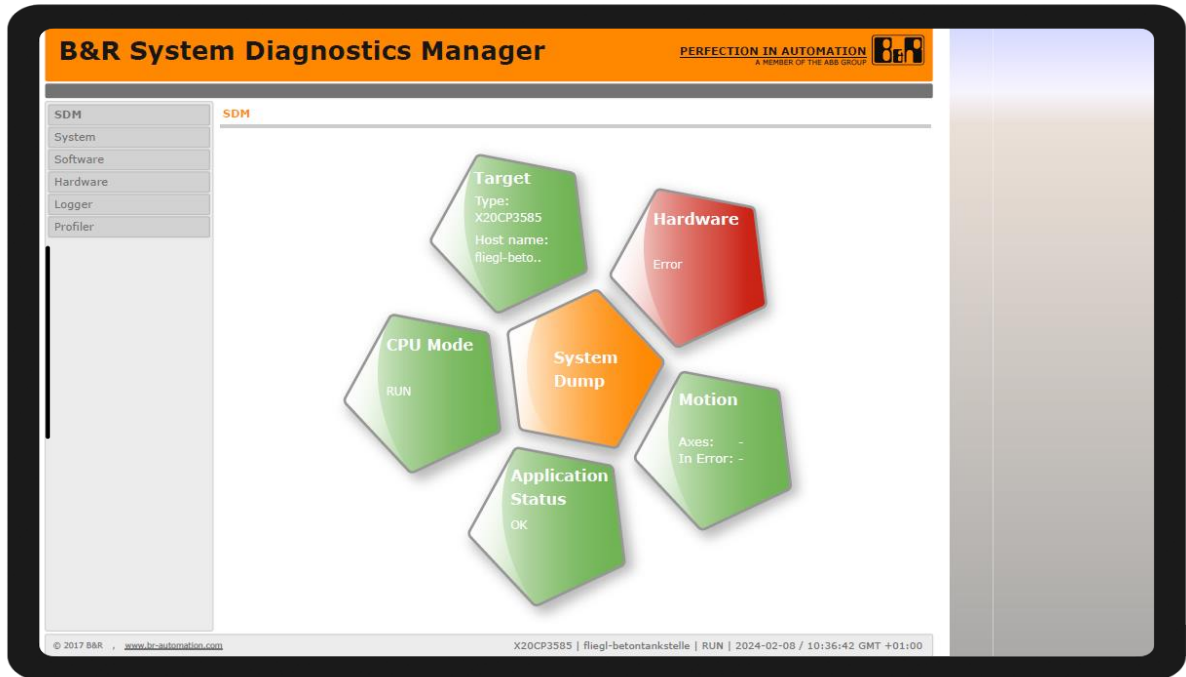 B&R System Diagnostics Manager
PERFECTION IN AUTOMATION
A MEMBER OF THE ABB GROUP
B&R
SDM
System
Software
Hardware
Logger
Profiler
SDM
Target
Type:
X20CP3585
Host name:
fliegl-beto..
Hardware
Error
CPU Mode
RUN
System
Dump
Motion
Axes: -
In Error: -
Application
Status
OK
© 2017 B&R , www.br-automation.com
X20CP3585 | fliegl-betontankstelle | RUN | 2024-02-08 / 10:36:42 GMT +01:00